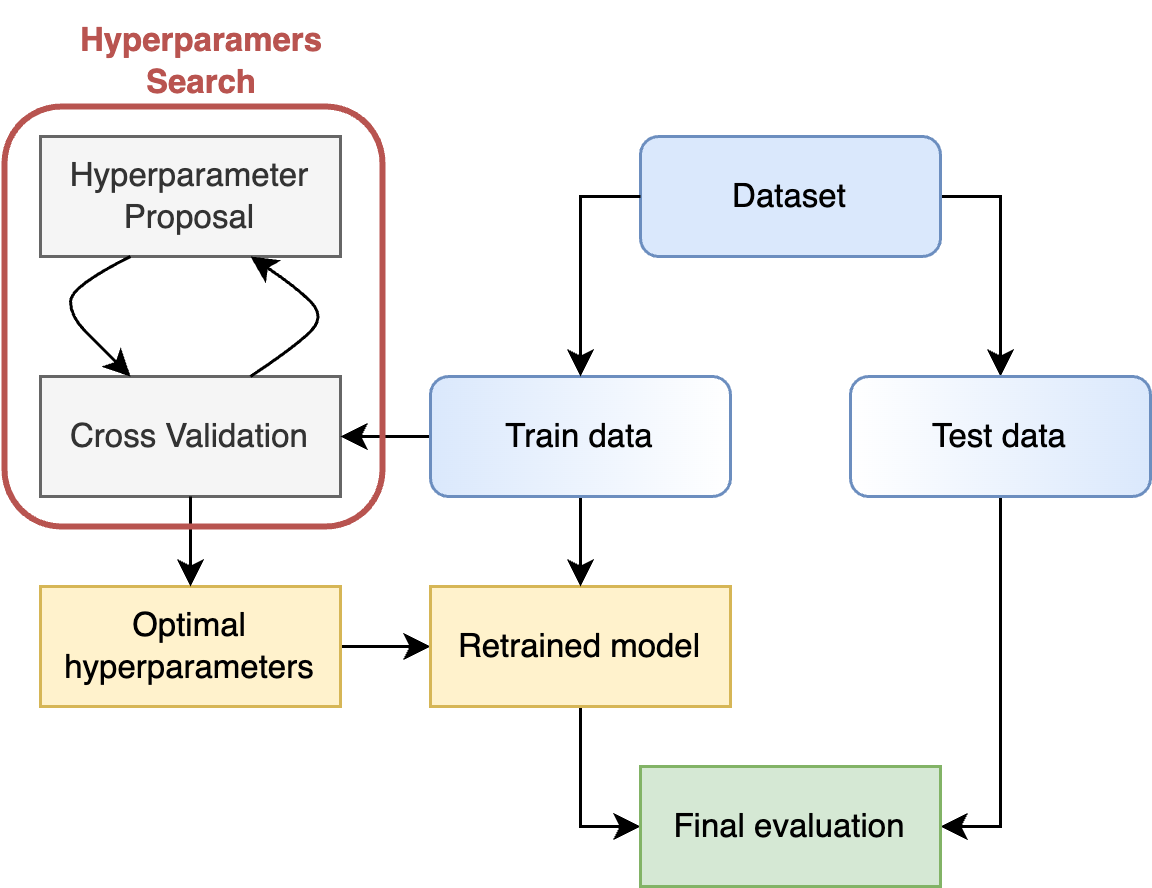 Hyperparamers
Search
Hyperparameter
Proposal
Dataset
Cross Validation
Train data
Test data
Optimal
hyperparameters
Retrained model
Final evaluation